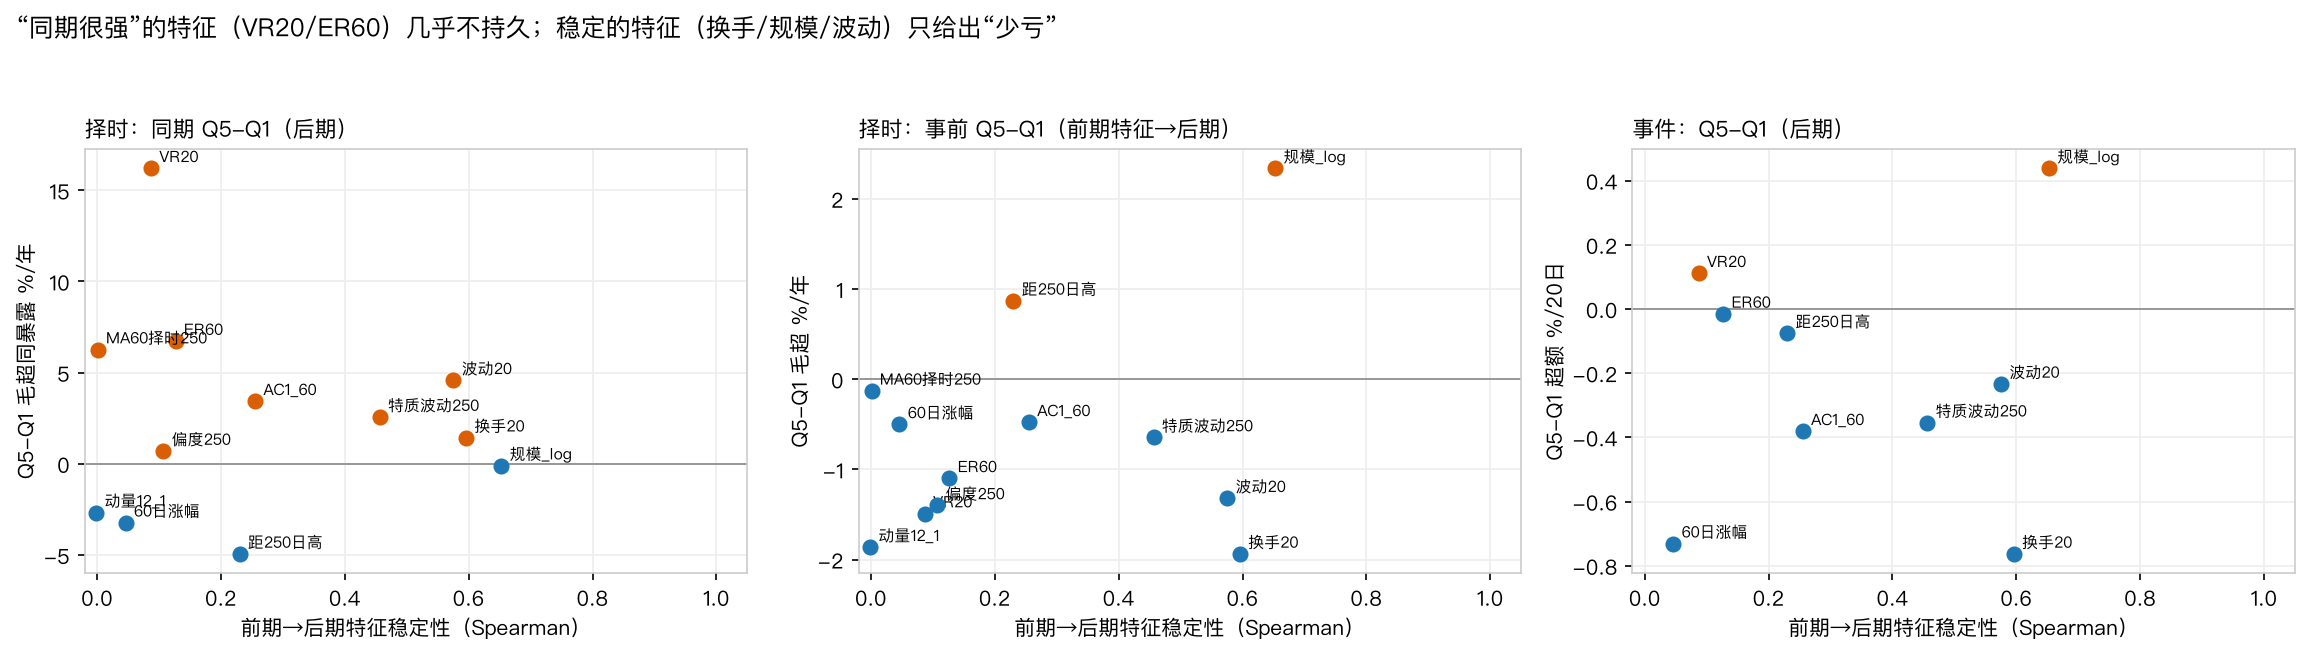 “同期很强”的特征（VR20/ER60）几乎不持久；稳定的特征（换手/规模/波动）只给出“少亏”
择时：同期 Q5−Q1（后期）
Q5−Q1 毛超同暴露 %/年
15
10
5
0
−5
VR20
ER60
MA60择时250
波动20
AC1_60
特质波动250
换手20
偏度250
规模_log
动量12_1
60日涨幅
距250日高
0.0 0.2 0.4 0.6 0.8 1.0
前期→后期特征稳定性（Spearman）
择时：事前 Q5−Q1（前期特征→后期）
Q5−Q1 毛超 %/年
2
1
0
−1
−2
规模_log
距250日高
MA60择时250
60日涨幅
AC1_60
特质波动250
ER60
偏度250
VR20
波动20
动量12_1
换手20
0.0 0.2 0.4 0.6 0.8 1.0
前期→后期特征稳定性（Spearman）
事件：Q5−Q1（后期）
Q5−Q1 超额 %/20日
0.4
0.2
0.0
−0.2
−0.4
−0.6
−0.8
规模_log
VR20
ER60
距250日高
波动20
特质波动250
AC1_60
60日涨幅
换手20
0.0 0.2 0.4 0.6 0.8 1.0
前期→后期特征稳定性（Spearman）